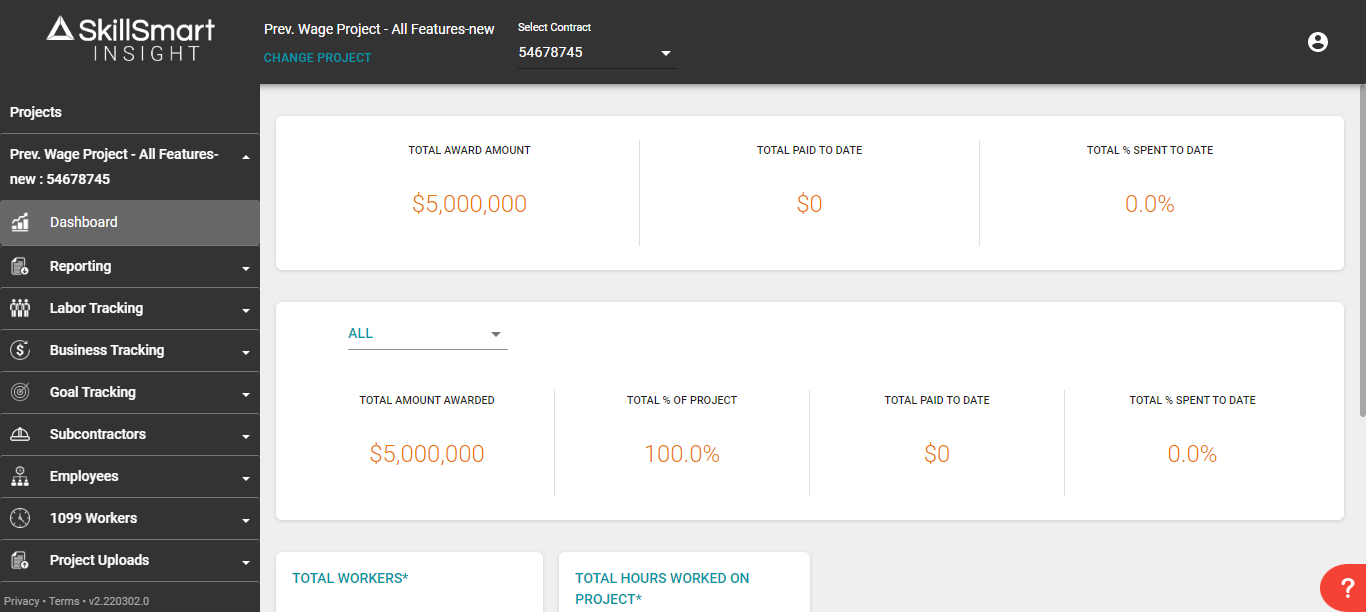 SkillSmart
INSIGHT
Prev. Wage Project - All Features-new
CHANGE PROJECT
Select Contract
54678745
Projects
Prev. Wage Project - All Features-
new : 54678745
Dashboard
Reporting
Labor Tracking
Business Tracking
Goal Tracking
Subcontractors
Employees
1099 Workers
Project Uploads
Privacy • Terms • v2.220302.0
TOTAL AWARD AMOUNT
$5,000,000
TOTAL PAID TO DATE
$0
TOTAL % SPENT TO DATE
0.0%
ALL
TOTAL AMOUNT AWARDED
$5,000,000
TOTAL % OF PROJECT
100.0%
TOTAL PAID TO DATE
$0
TOTAL % SPENT TO DATE
0.0%
TOTAL WORKERS*
TOTAL HOURS WORKED ON
PROJECT*
?